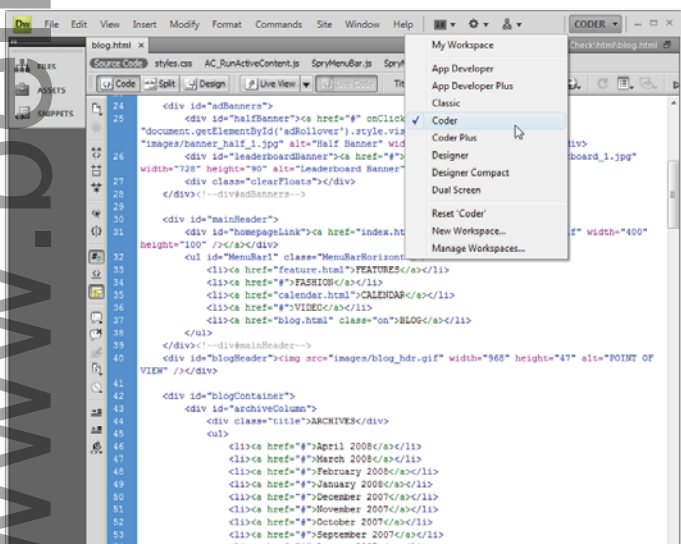 Dw File Edit View Insert Modify Format Commands Site Window Help CODER
blog.html × Check\html\blog.html
Source Code styles.css AC_RunActiveContent.js SpryMenuBar.js
Code Split Design Live View Live Code
FILES
ASSETS
SNIPPETS
My Workspace
App Developer
App Developer Plus
Classic
✓ Coder
Coder Plus
Designer
Designer Compact
Dual Screen
Reset 'Coder'
New Workspace...
Manage Workspaces...
24 <div id="adBanners">
25 <div id="halfBanner"><a href="#" onClick
"document.getElementById('adRollover').style.vis
"images/banner_half_1.jpg" alt="Half Banner" wid div>
26 <div id="leaderboardBanner"><a href="#"> board_1.jpg"
width="728" height="90" alt="Leaderboard Banner"
27 <div class="clearFloats"></div>
28 </div><!--div#adBanners-->
29
30 <div id="mainHeader">
31 <div id="homepageLink"><a href="index.ht f" width="400"
height="100" /></a></div>
32 <ul id="MenuBar1" class="MenuBarHorizont
33 <li><a href="feature.html">FEATURES</a></li>
34 <li><a href="#">FASHION</a></li>
35 <li><a href="calendar.html">CALENDAR</a></li>
36 <li><a href="#">VIDEO</a></li>
37 <li><a href="blog.html" class="on">BLOG</a></li>
38 </ul>
39 </div><!--div#mainHeader-->
40 <div id="blogHeader"><img src="images/blog_hdr.gif" width="968" height="47" alt="POINT OF
VIEW" /></div>
41
42 <div id="blogContainer">
43 <div id="archiveColumn">
44 <div class="title">ARCHIVES</div>
45 <ul>
46 <li><a href="#">April 2008</a></li>
47 <li><a href="#">March 2008</a></li>
48 <li><a href="#">February 2008</a></li>
49 <li><a href="#">January 2008</a></li>
50 <li><a href="#">December 2007</a></li>
51 <li><a href="#">November 2007</a></li>
52 <li><a href="#">October 2007</a></li>
53 <li><a href="#">September 2007</a></li>